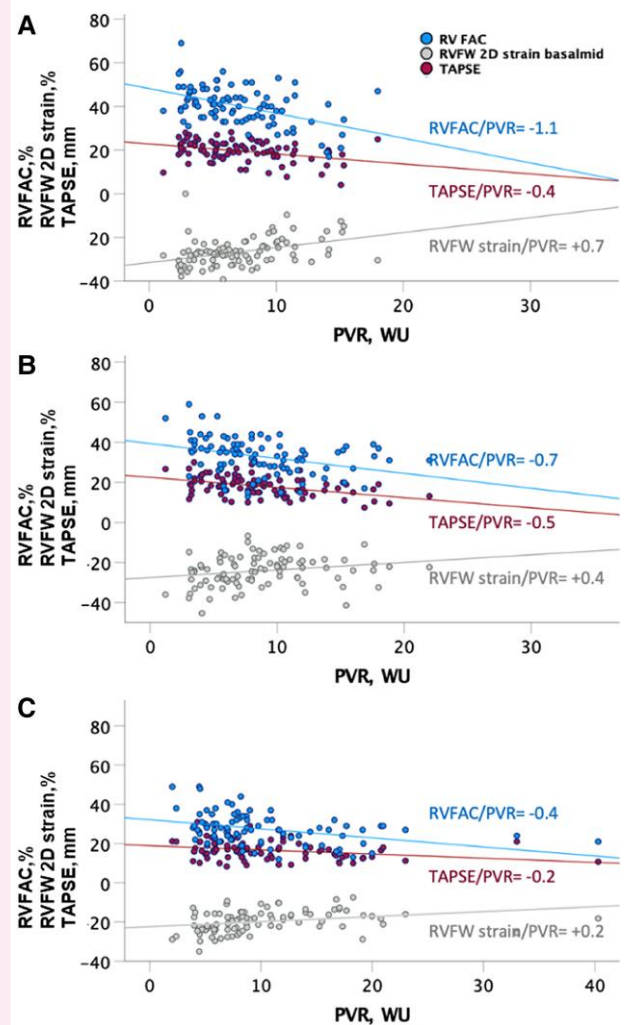 A
RV FAC
RVFW 2D strain basalmid
TAPSE
RVFAC,%
RVFW 2D strain,%
TAPSE,mm
80
60
40
20
0
20
−40
RVFAC/PVR= -1.1
TAPSE/PVR= -0.4
RVFW strain/PVR= +0.7
0 10 20 30
PVR, WU
B
RVFAC,%
RVFW 2D strain,%
TAPSE,mm
80
60
40
20
0
−20
−40
RVFAC/PVR= -0.7
TAPSE/PVR= -0.5
RVFW strain/PVR= +0.4
0 10 20 30
PVR, WU
C
RVFAC,%
RVFW 2D strain,%
TAPSE,mm
80
60
40
20
0
−20
−40
RVFAC/PVR= -0.4
TAPSE/PVR= -0.2
RVFW strain/PVR= +0.2
0 10 20 30 40
PVR, WU